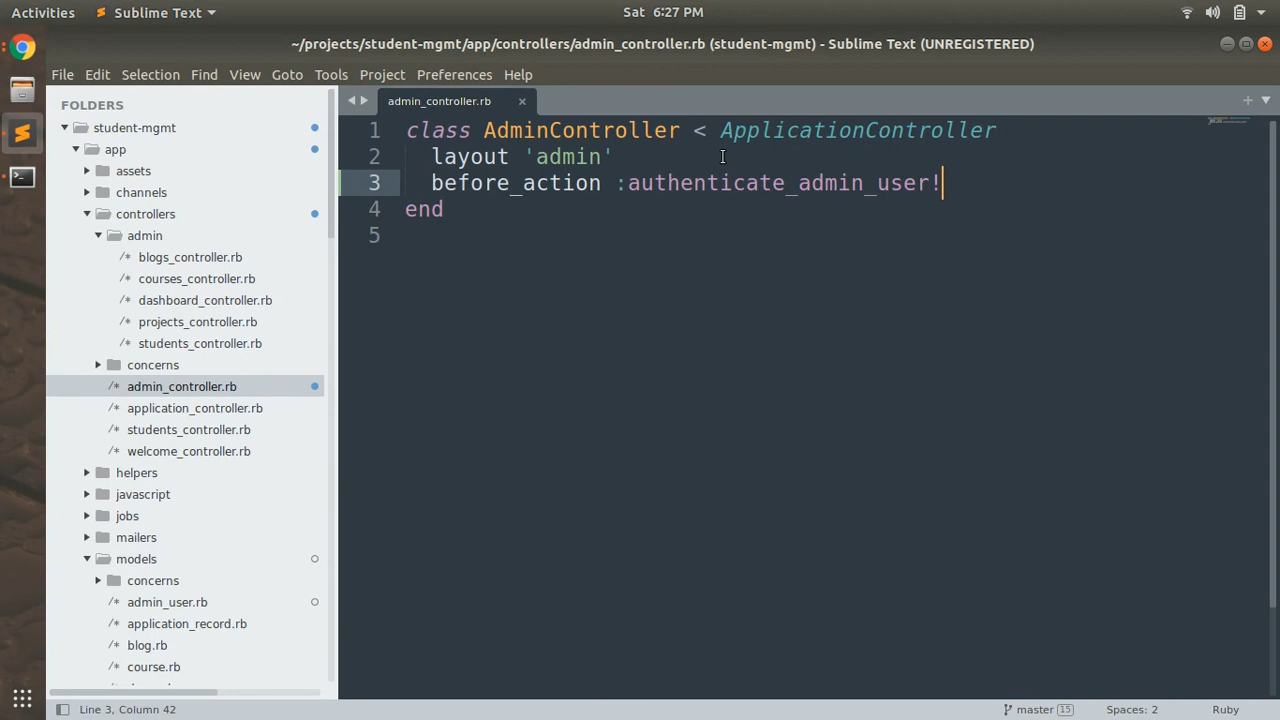 Activities
Sublime Text
Sat 6:27 PM
~/projects/student-mgmt/app/controllers/admin_controller.rb (student-mgmt) - Sublime Text (UNREGISTERED)
File Edit Selection Find View Goto Tools Project Preferences Help
FOLDERS
student-mgmt
app
assets
channels
controllers
admin
/* blogs_controller.rb
/* courses_controller.rb
/* dashboard_controller.rb
/* projects_controller.rb
/* students_controller.rb
concerns
/* admin_controller.rb
/* application_controller.rb
/* students_controller.rb
/* welcome_controller.rb
helpers
javascript
jobs
mailers
models
concerns
/* admin_user.rb
/* application_record.rb
/* blog.rb
/* course.rb
admin_controller.rb ×
1 class AdminController < ApplicationController
2 layout 'admin'
3 before_action :authenticate_admin_user!
4 end
5
Line 3, Column 42
master 15
Spaces: 2
Ruby